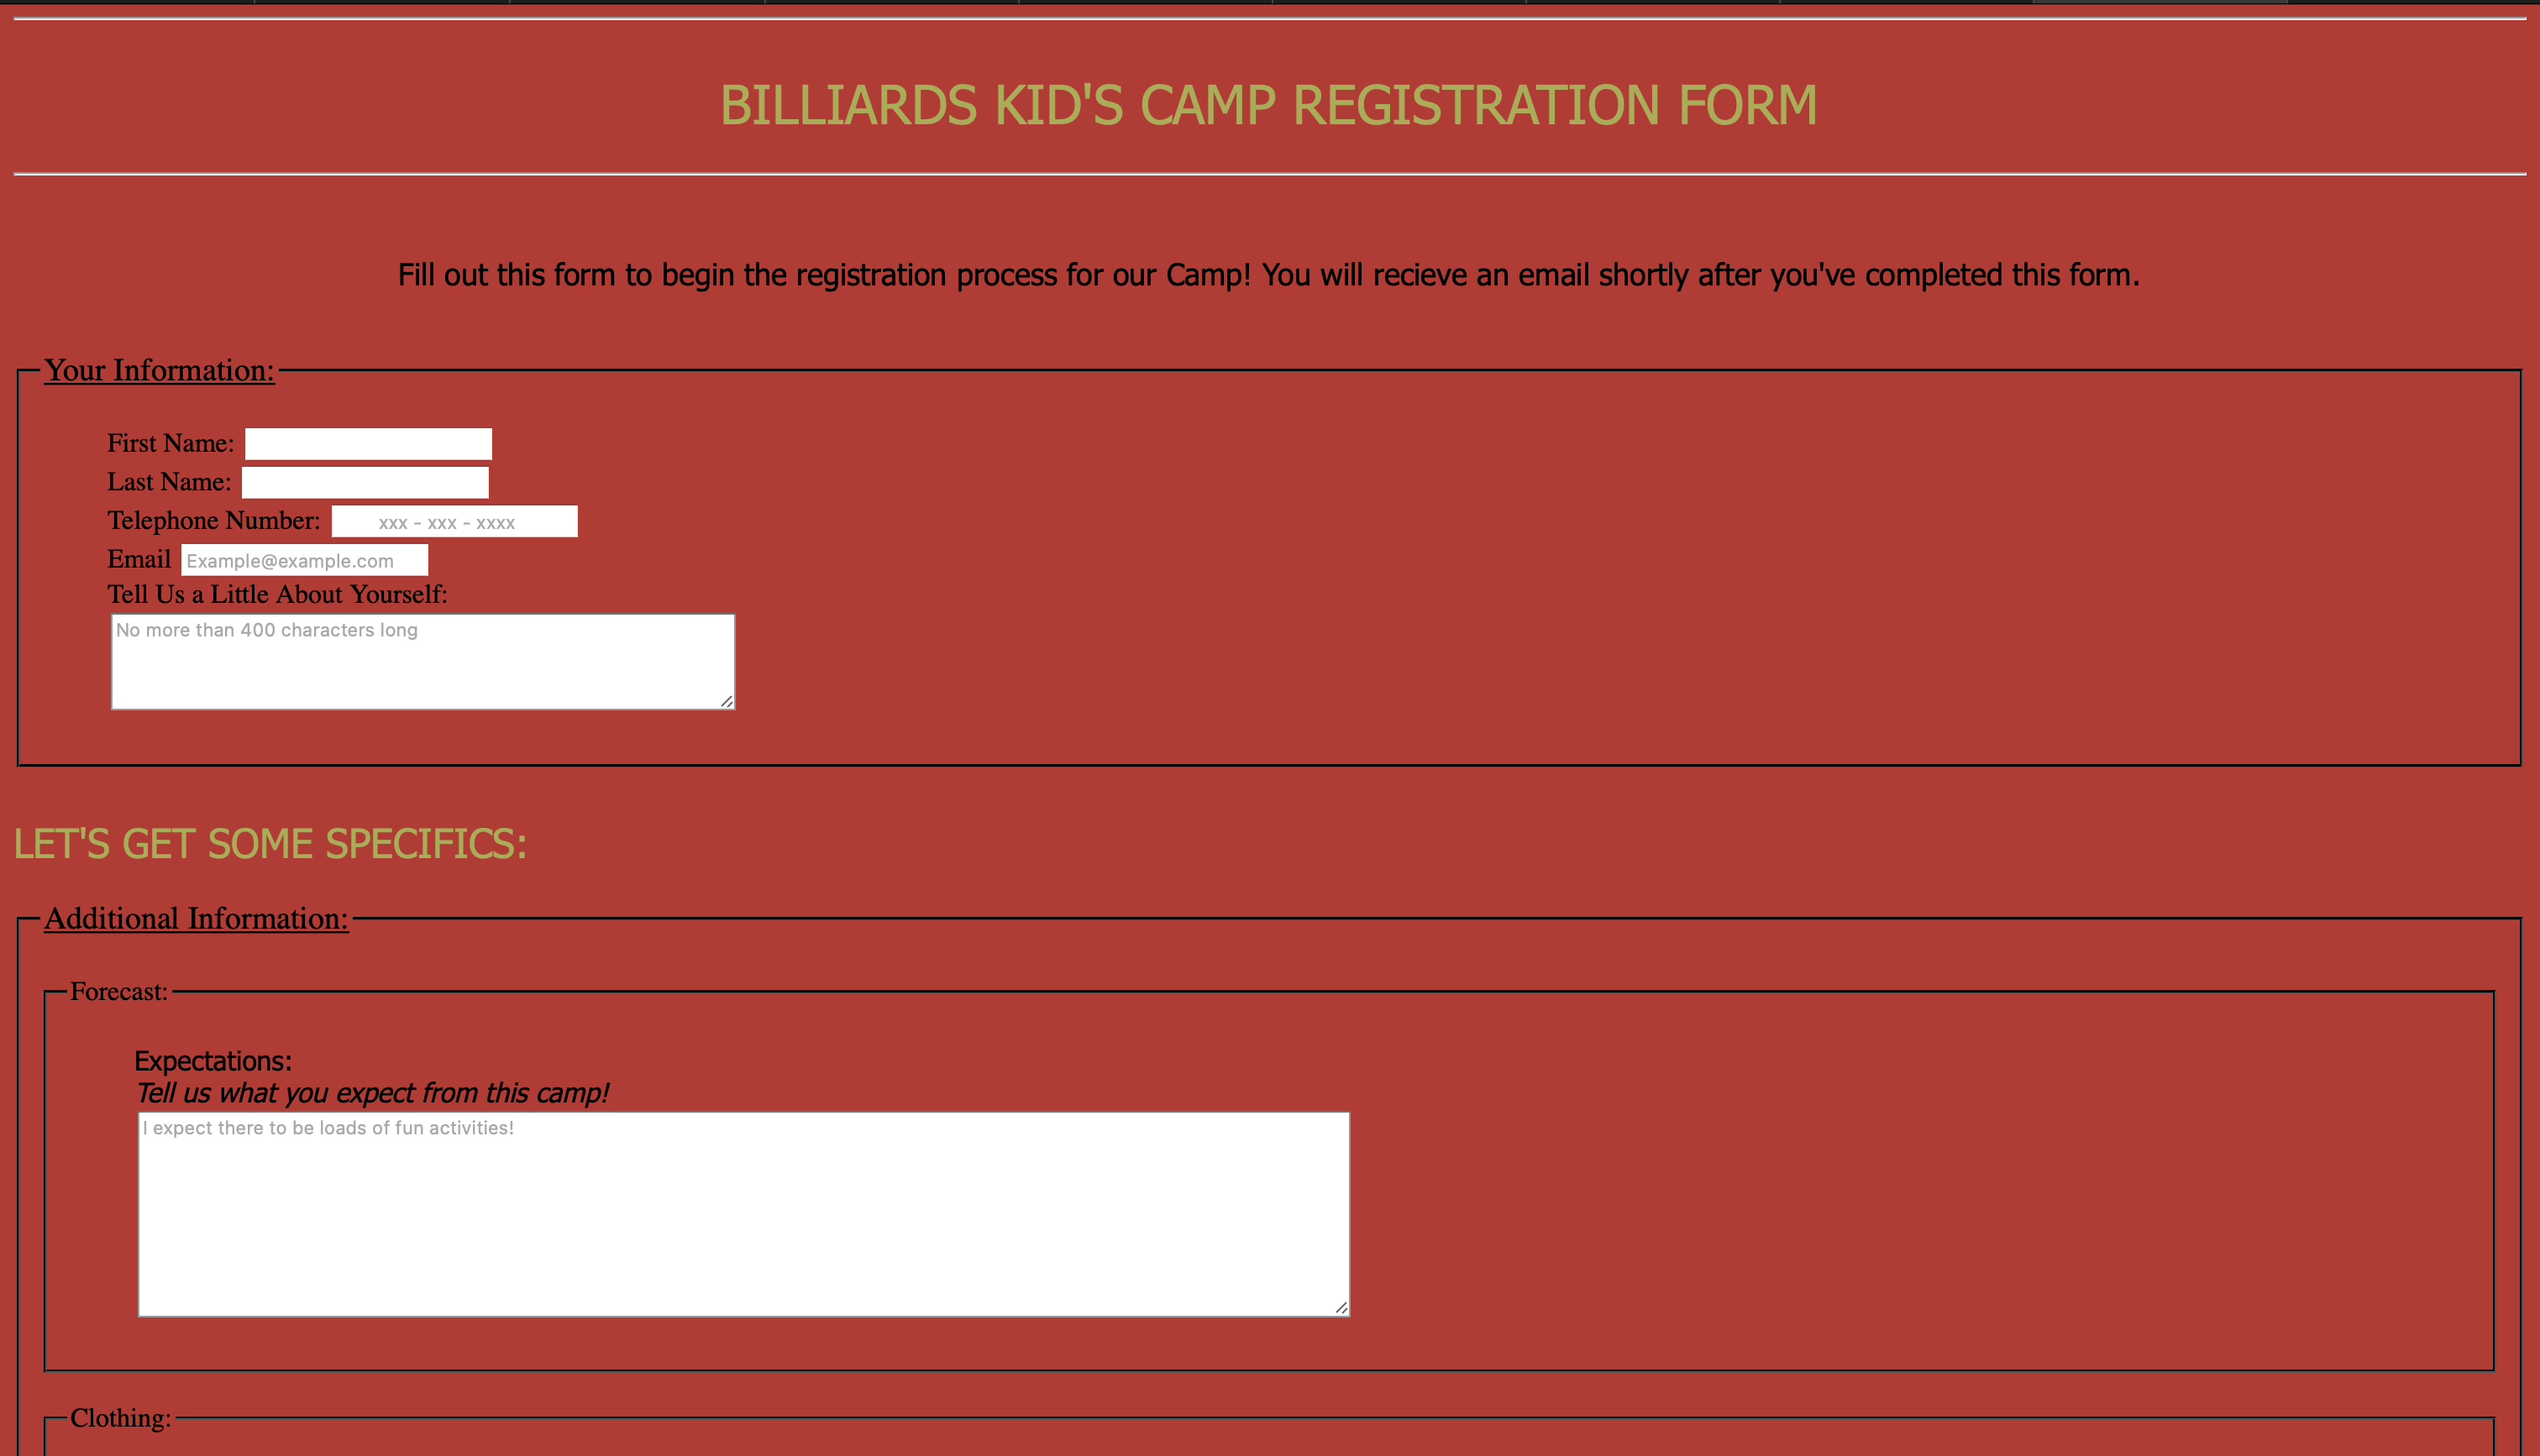 BILLIARDS KID'S CAMP REGISTRATION FORM
Fill out this form to begin the registration process for our Camp! You will recieve an email shortly after you've completed this form.
Your Information:
First Name:
Last Name:
Telephone Number: xxx - xxx - xxxx
Email Example@example.com
Tell Us a Little About Yourself:
No more than 400 characters long
LET'S GET SOME SPECIFICS:
Additional Information:
Forecast:
Expectations:
Tell us what you expect from this camp!
I expect there to be loads of fun activities!
Clothing: